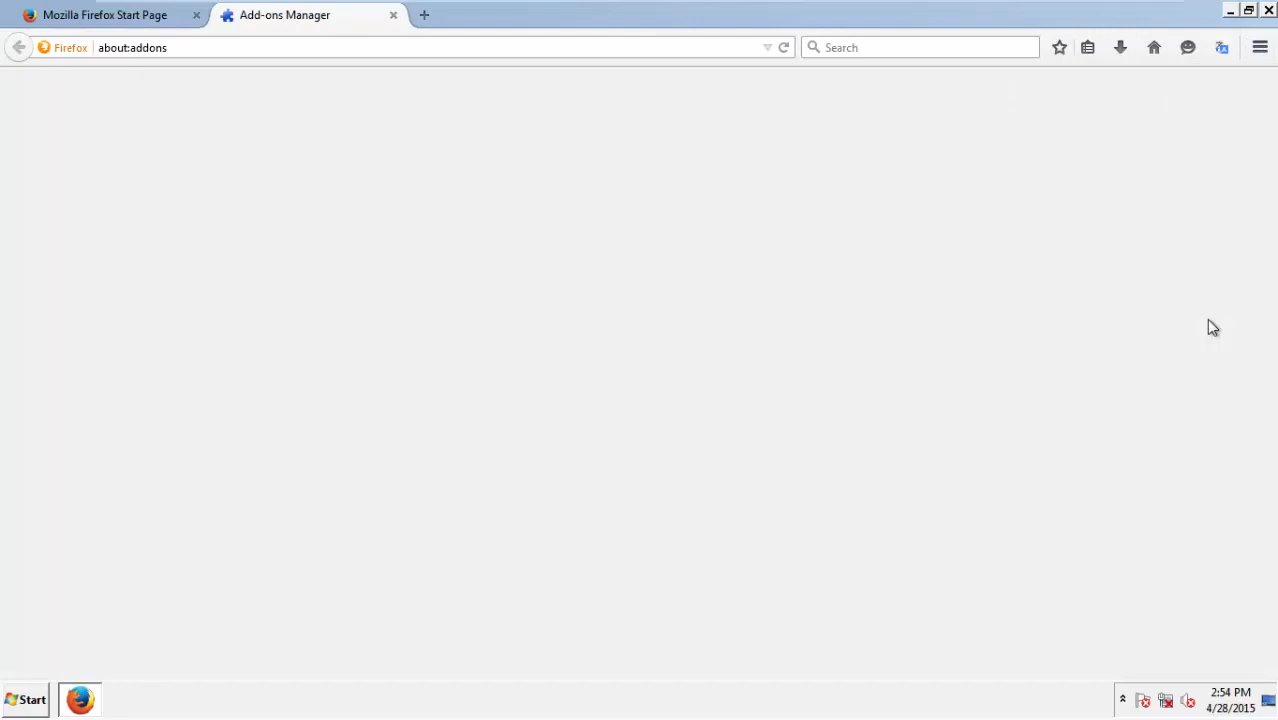 Mozilla Firefox Start Page
Add-ons Manager
Firefox
about:addons
Search
Start
2:54 PM
4/28/2015